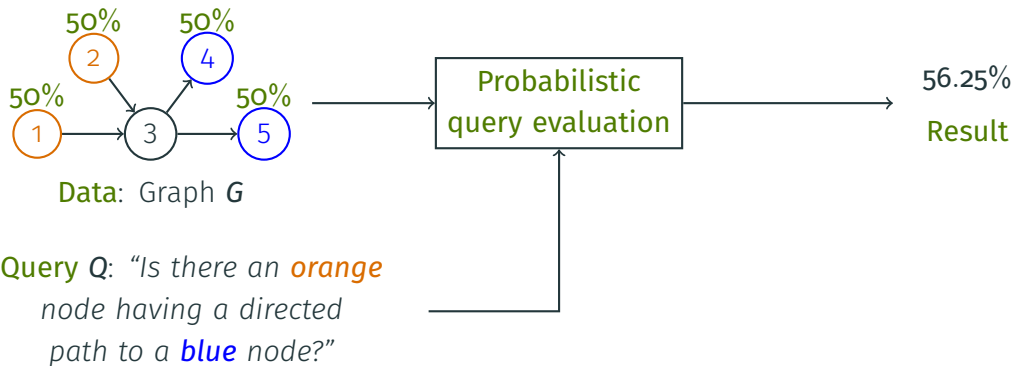 50% 50%
2 4
50% 50%
1 3 5
Data: Graph G
Query Q: “Is there an orange
node having a directed
path to a blue node?”
Probabilistic
query evaluation
56.25%
Result